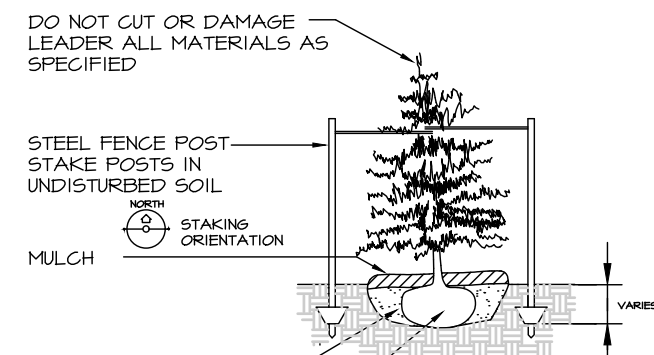 DO NOT CUT OR DAMAGE
LEADER ALL MATERIALS AS
SPECIFIED
STEEL FENCE POST
STAKE POSTS IN
UNDISTURBED SOIL
NORTH
STAKING
ORIENTATION
MULCH
VARIES